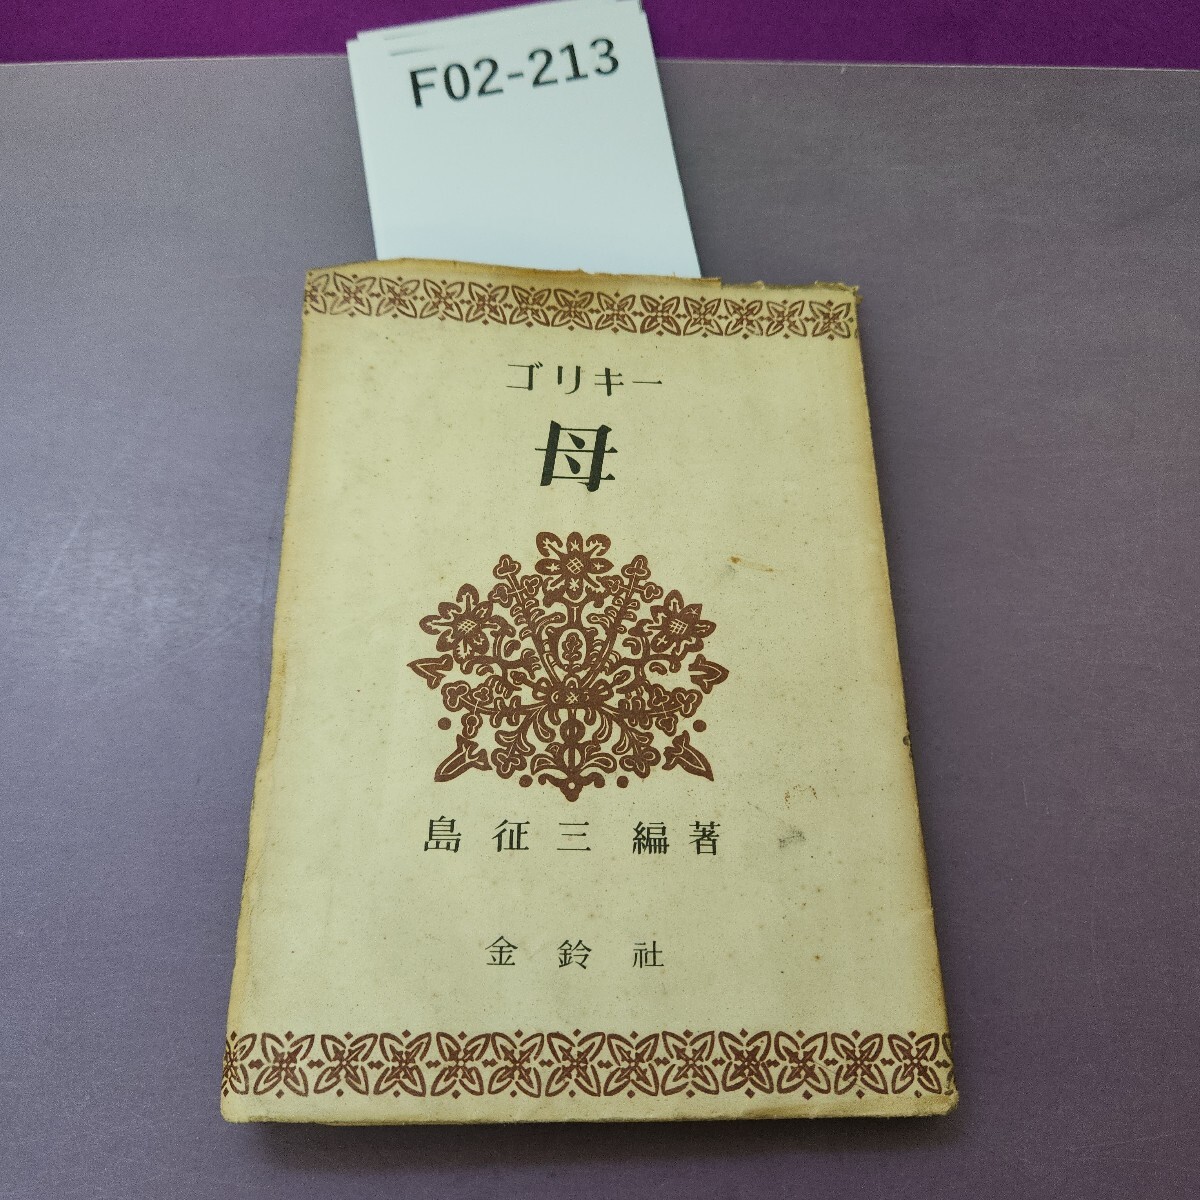 F02-213
ゴリキー
母
島征三 編著
金鈴社